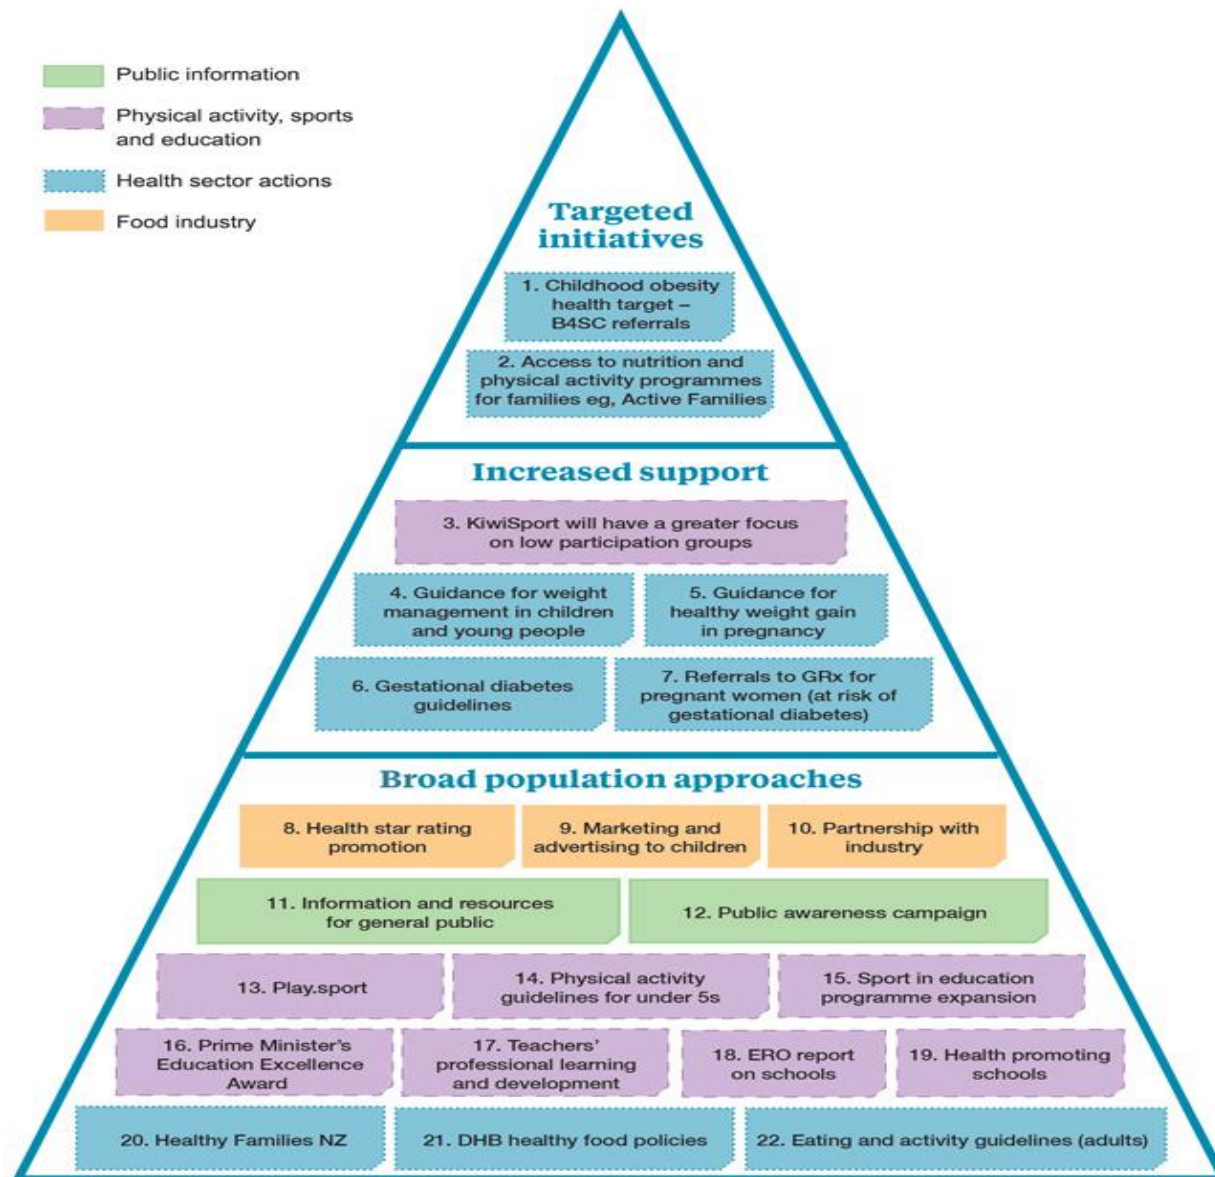 Public information
Physical activity, sports
and education
Health sector actions
Food industry
Targeted
initiatives
1. Childhood obesity
health target –
B4SC referrals
2. Access to nutrition and
physical activity programmes
for families eg, Active Families
Increased support
3. KiwiSport will have a greater focus
on low participation groups
4. Guidance for weight
management in children
and young people
5. Guidance for
healthy weight gain
in pregnancy
6. Gestational diabetes
guidelines
7. Referrals to GRx for
pregnant women (at risk of
gestational diabetes)
Broad population approaches
8. Health star rating
promotion
9. Marketing and
advertising to children
10. Partnership with
industry
11. Information and resources
for general public
12. Public awareness campaign
13. Play.sport
14. Physical activity
guidelines for under 5s
15. Sport in education
programme expansion
16. Prime Minister's
Education Excellence
Award
17. Teachers'
professional learning
and development
18. ERO report
on schools
19. Health promoting
schools
20. Healthy Families NZ
21. DHB healthy food policies
22. Eating and activity guidelines (adults)